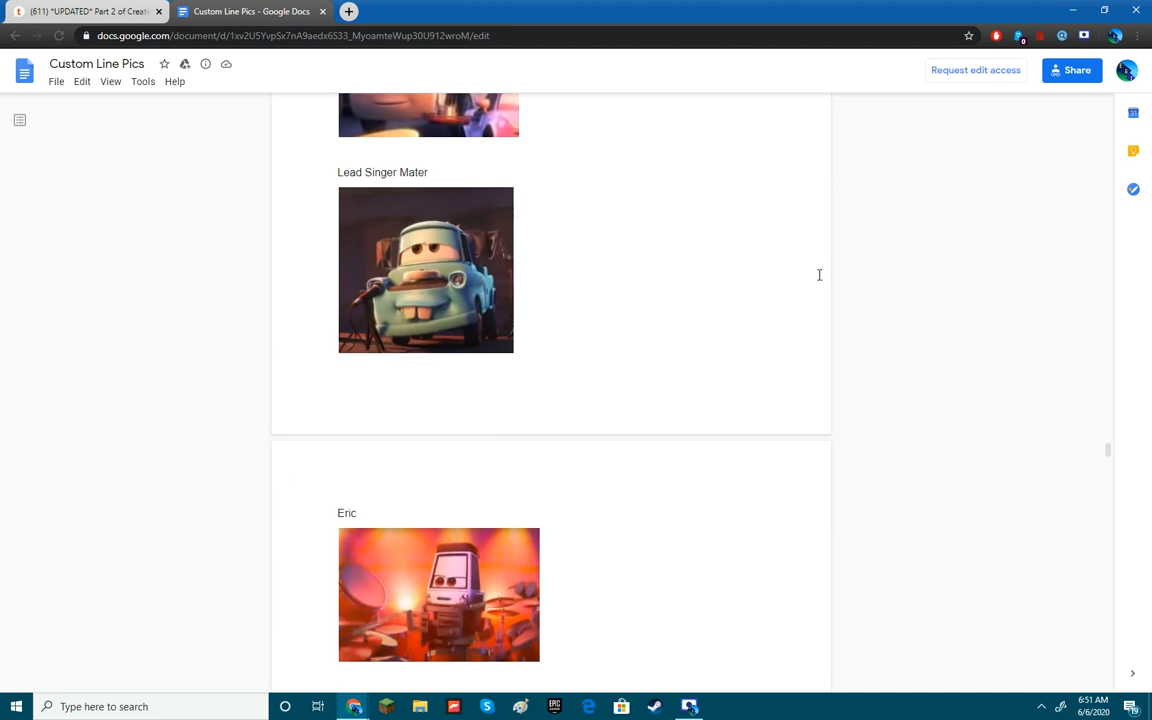 (611) *UPDATED* Part 2 of Create
Custom Line Pics - Google Docs
docs.google.com/document/d/1xv2U5YvpSx7nA9aedx6S33_MyoamteWup30U912wroM/edit
Custom Line Pics
File Edit View Tools Help
Request edit access
Share
Lead Singer Mater
Eric
Type here to search
6:51 AM
6/6/2020
19